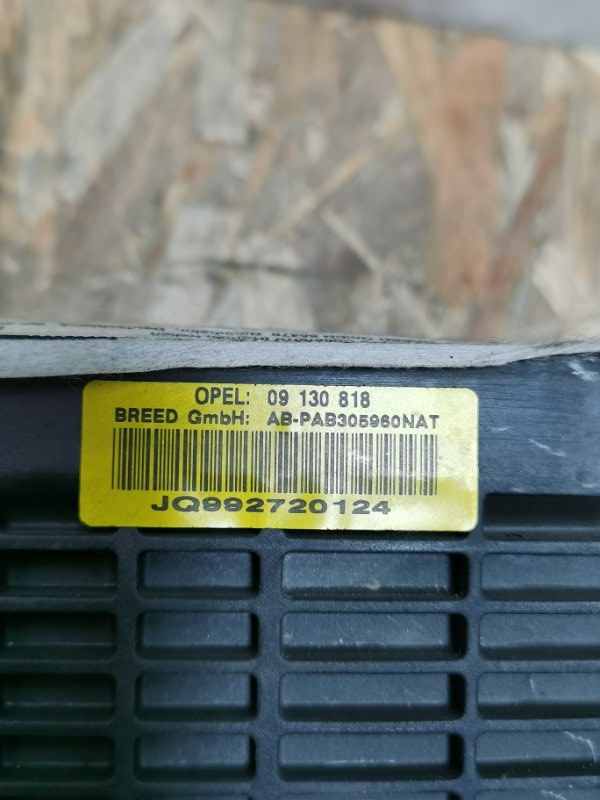 OPEL: 09 130 818
BREED GmbH: AB-PAB305960NAT
JQ992720124